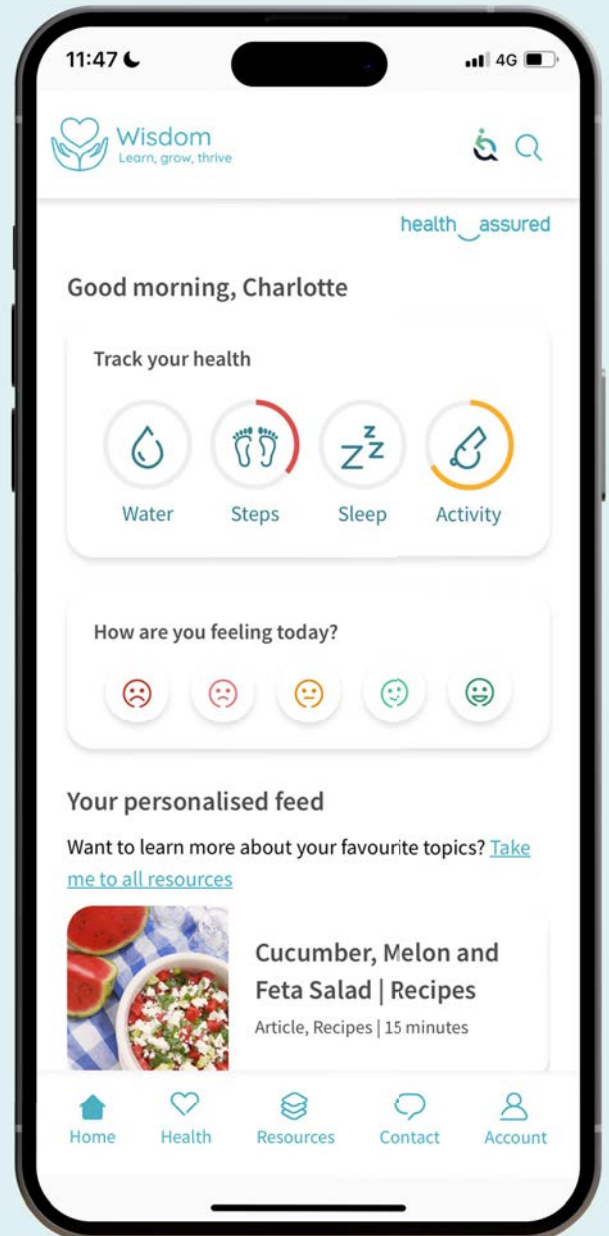 11:47
4G
Wisdom
Learn, grow, thrive
health assured
Good morning, Charlotte
Track your health
Water Steps Sleep Activity
How are you feeling today?
Your personalised feed
Want to learn more about your favourite topics? Take
me to all resources
Cucumber, Melon and
Feta Salad | Recipes
Article, Recipes | 15 minutes
Home Health Resources Contact Account